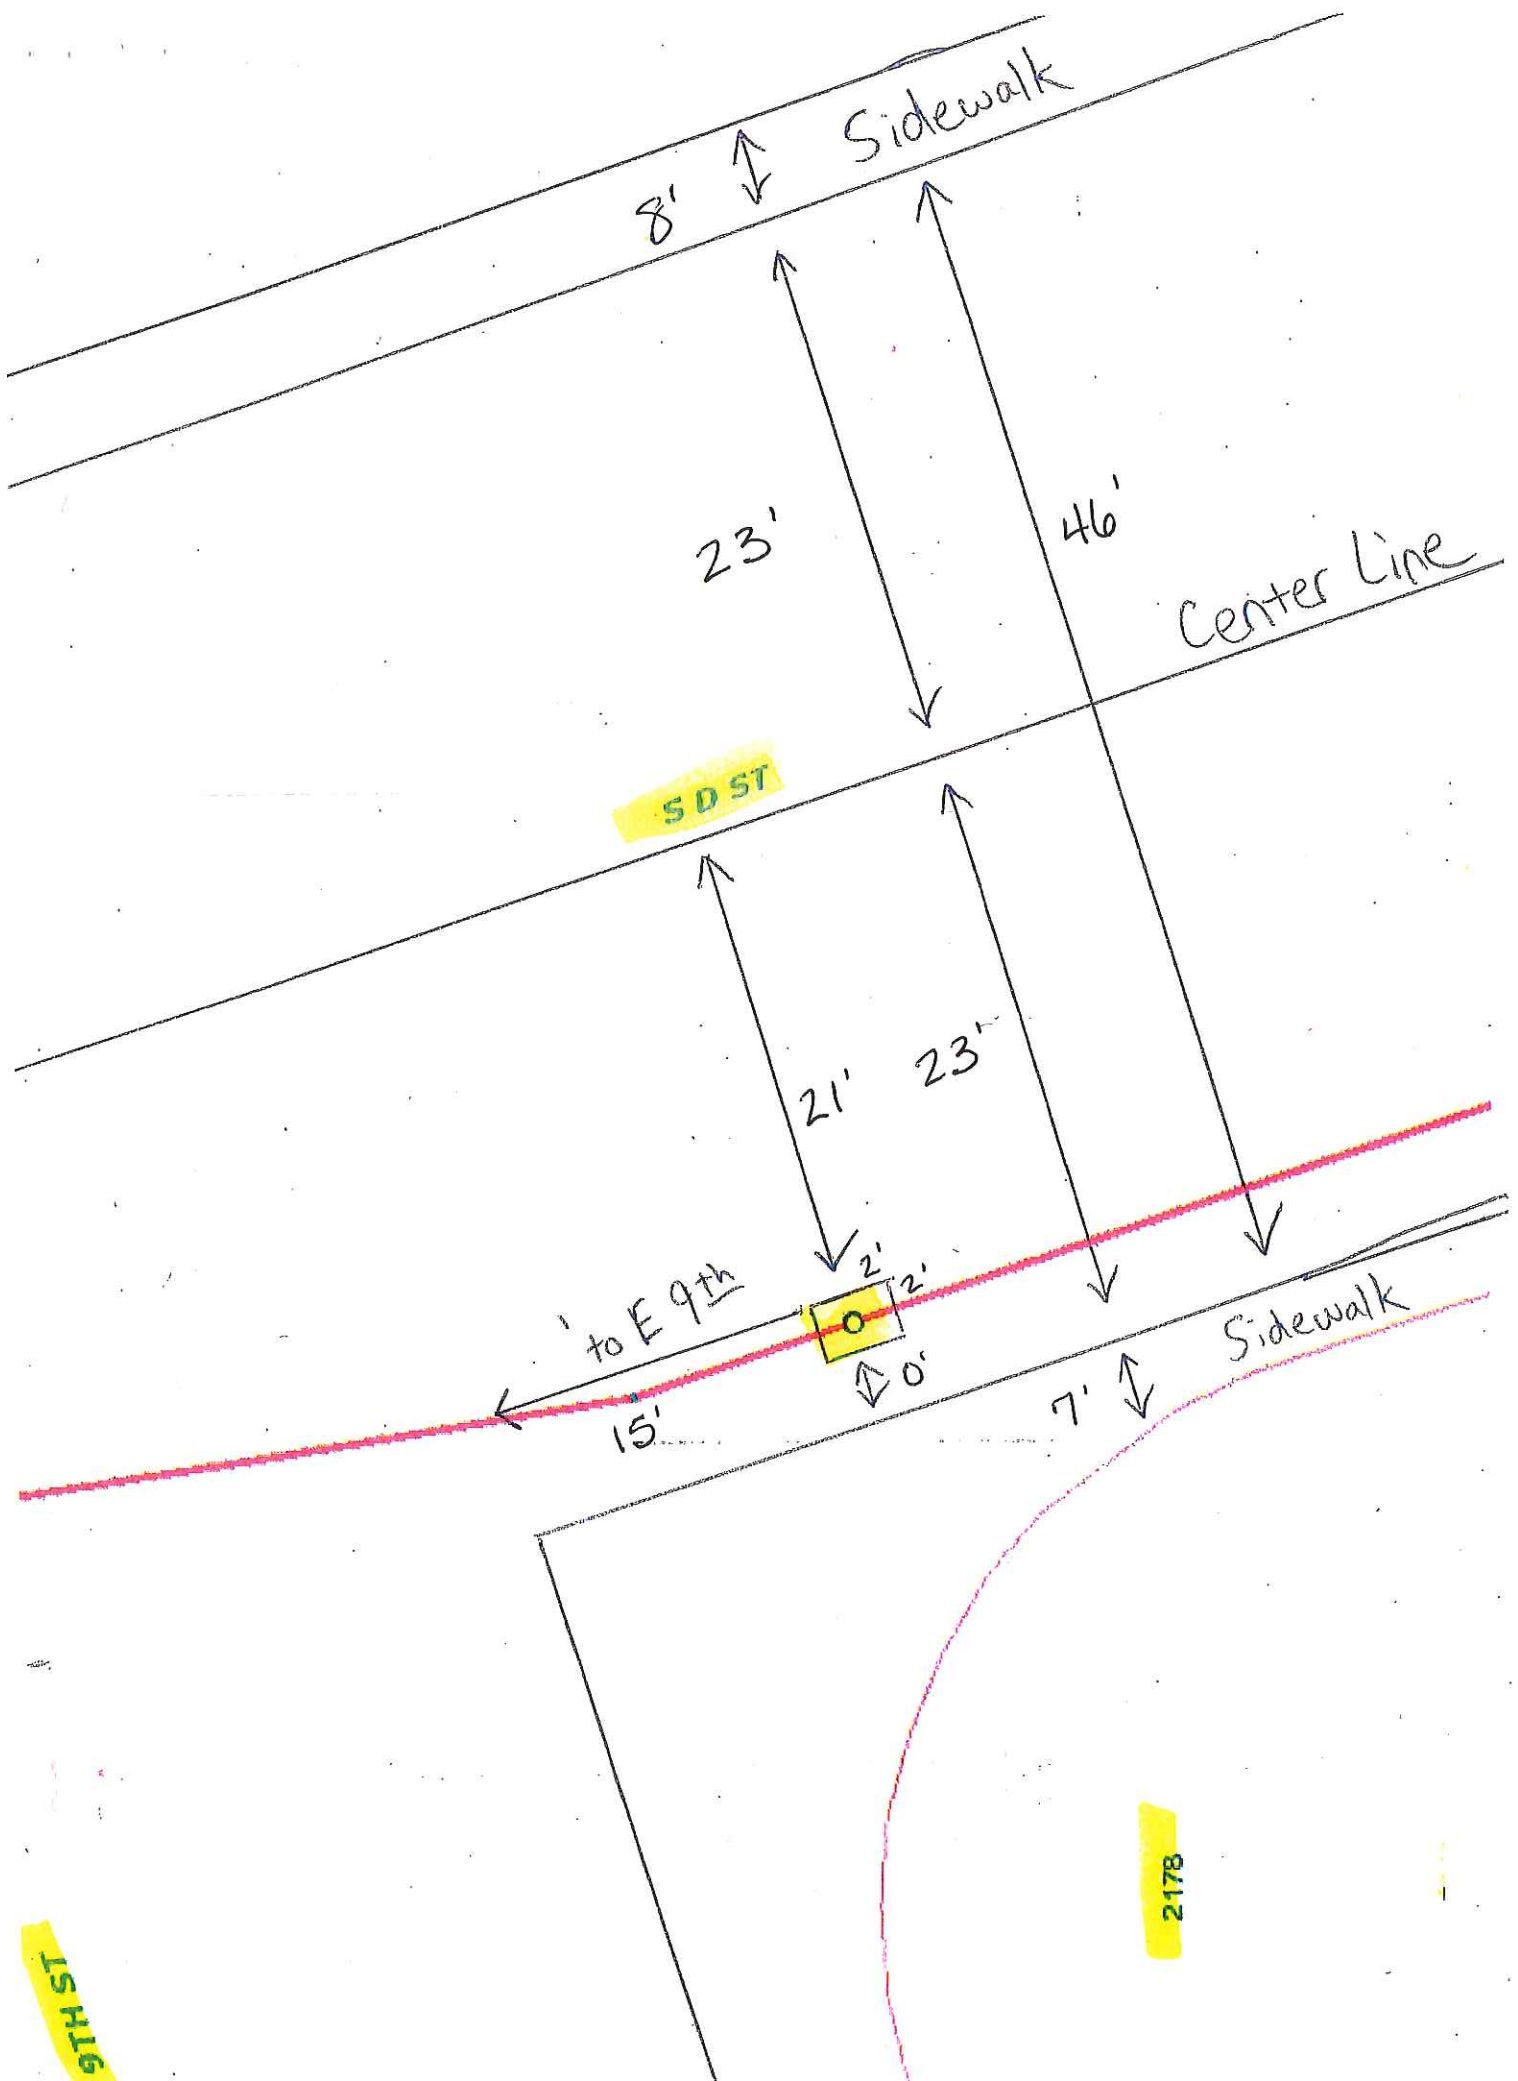 Sidewalk
8'
23'
46'
Center Line
S D ST
21'
23'
2'
2'
' to E 9th
0'
15'
Sidewalk
7'
2178
9TH ST